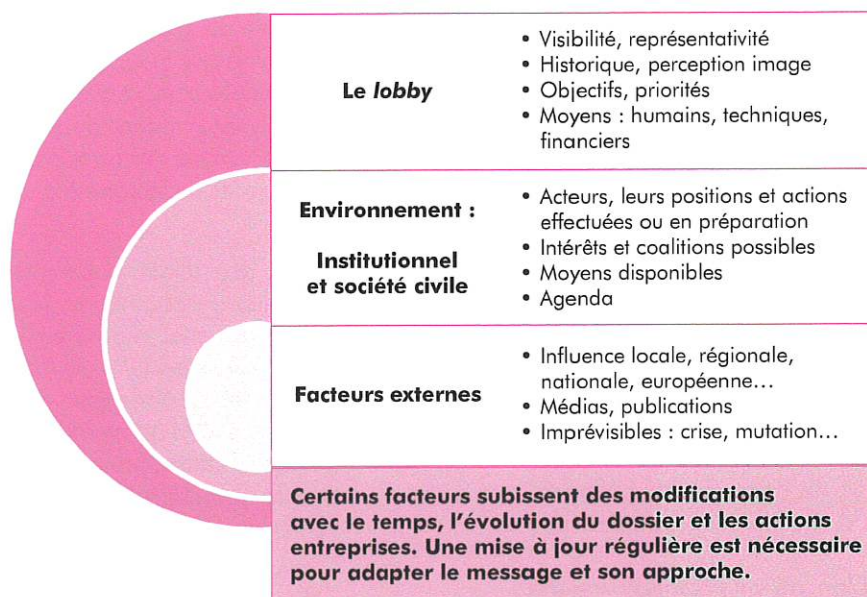 Le lobby
• Visibilité, représentativité
• Historique, perception image
• Objectifs, priorités
• Moyens : humains, techniques,
financiers
Environnement :
Institutionnel
et société civile
• Acteurs, leurs positions et actions
effectuées ou en préparation
• Intérêts et coalitions possibles
• Moyens disponibles
• Agenda
Facteurs externes
• Influence locale, régionale,
nationale, européenne...
• Médias, publications
• Imprévisibles : crise, mutation...
Certains facteurs subissent des modifications
avec le temps, l'évolution du dossier et les actions
entreprises. Une mise à jour régulière est nécessaire
pour adapter le message et son approche.